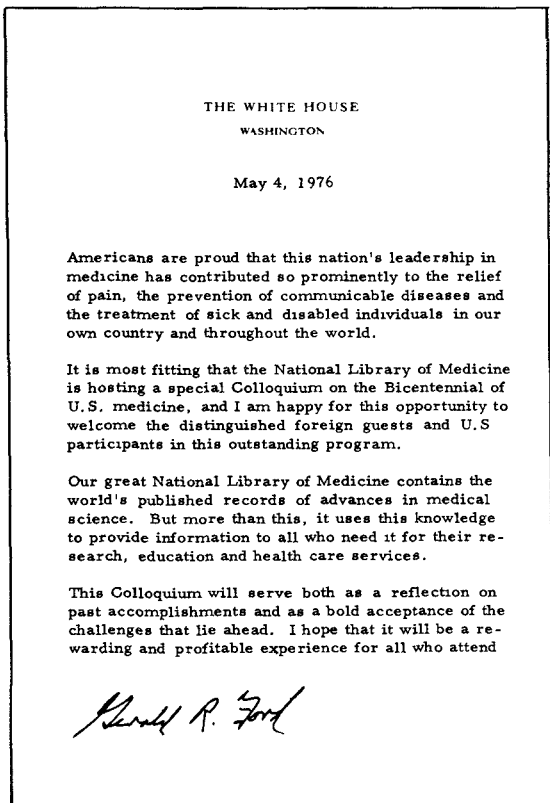 THE WHITE HOUSE
WASHINGTON
May 4, 1976
Americans are proud that this nation's leadership in
medicine has contributed so prominently to the relief
of pain, the prevention of communicable diseases and
the treatment of sick and disabled individuals in our
own country and throughout the world.
It is most fitting that the National Library of Medicine
is hosting a special Colloquium on the Bicentennial of
U.S. medicine, and I am happy for this opportunity to
welcome the distinguished foreign guests and U.S
participants in this outstanding program.
Our great National Library of Medicine contains the
world's published records of advances in medical
science. But more than this, it uses this knowledge
to provide information to all who need it for their re-
search, education and health care services.
This Colloquium will serve both as a reflection on
past accomplishments and as a bold acceptance of the
challenges that lie ahead. I hope that it will be a re-
warding and profitable experience for all who attend
Gerald R. Ford